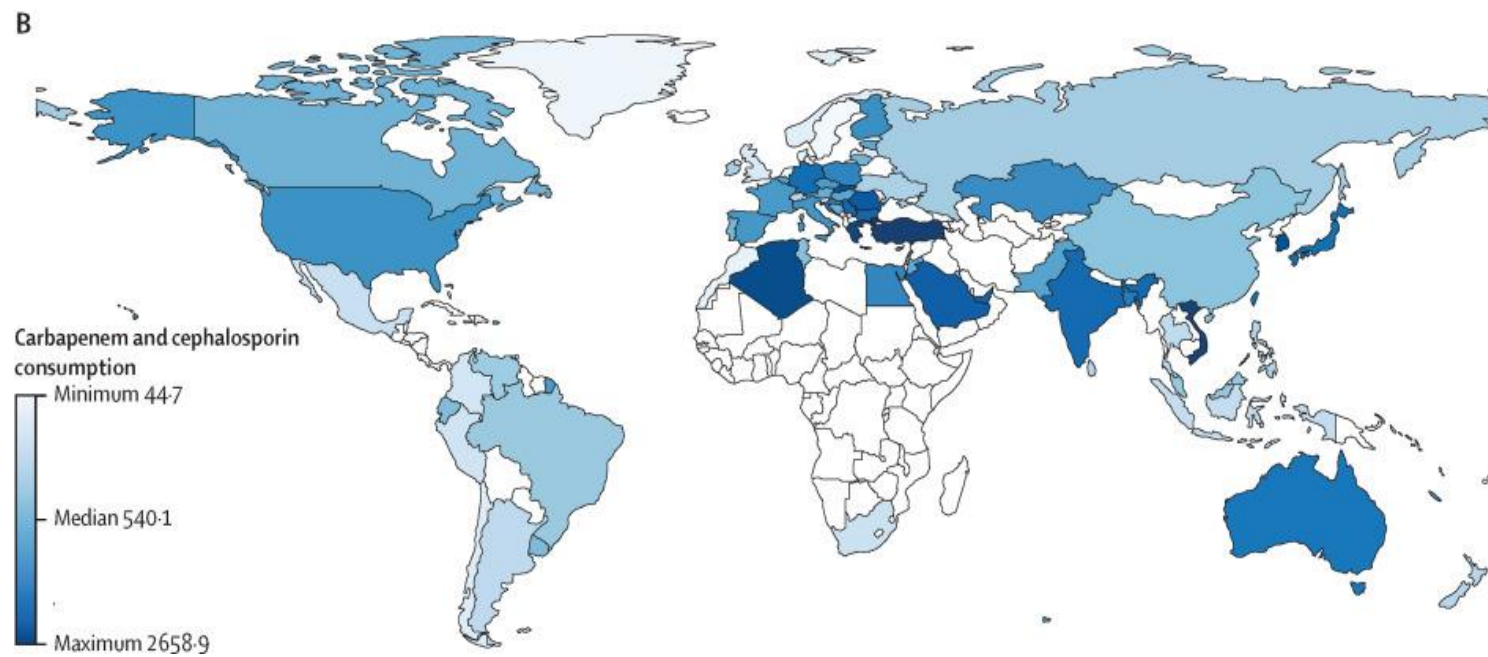 B
Carbapenem and cephalosporin
consumption
Minimum 44·7
Median 540·1
Maximum 2658·9